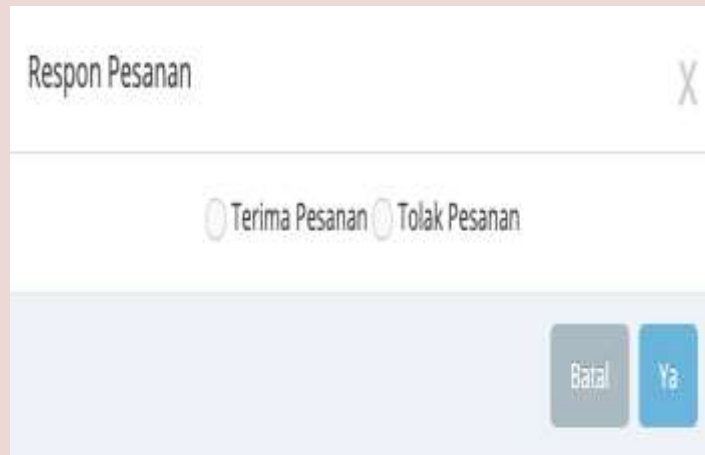 Respon Pesanan
X
Terima Pesanan Tolak Pesanan
Batal Ya